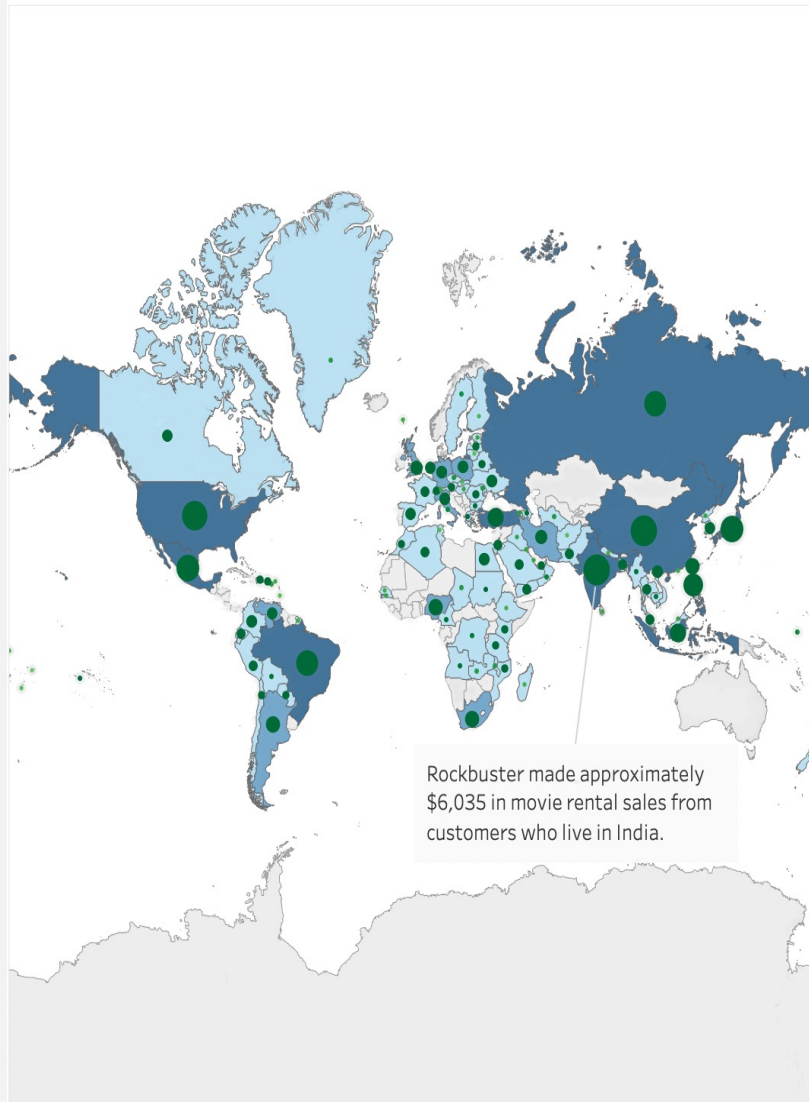 Rockbuster made approximately
$6,035 in movie rental sales from
customers who live in India.